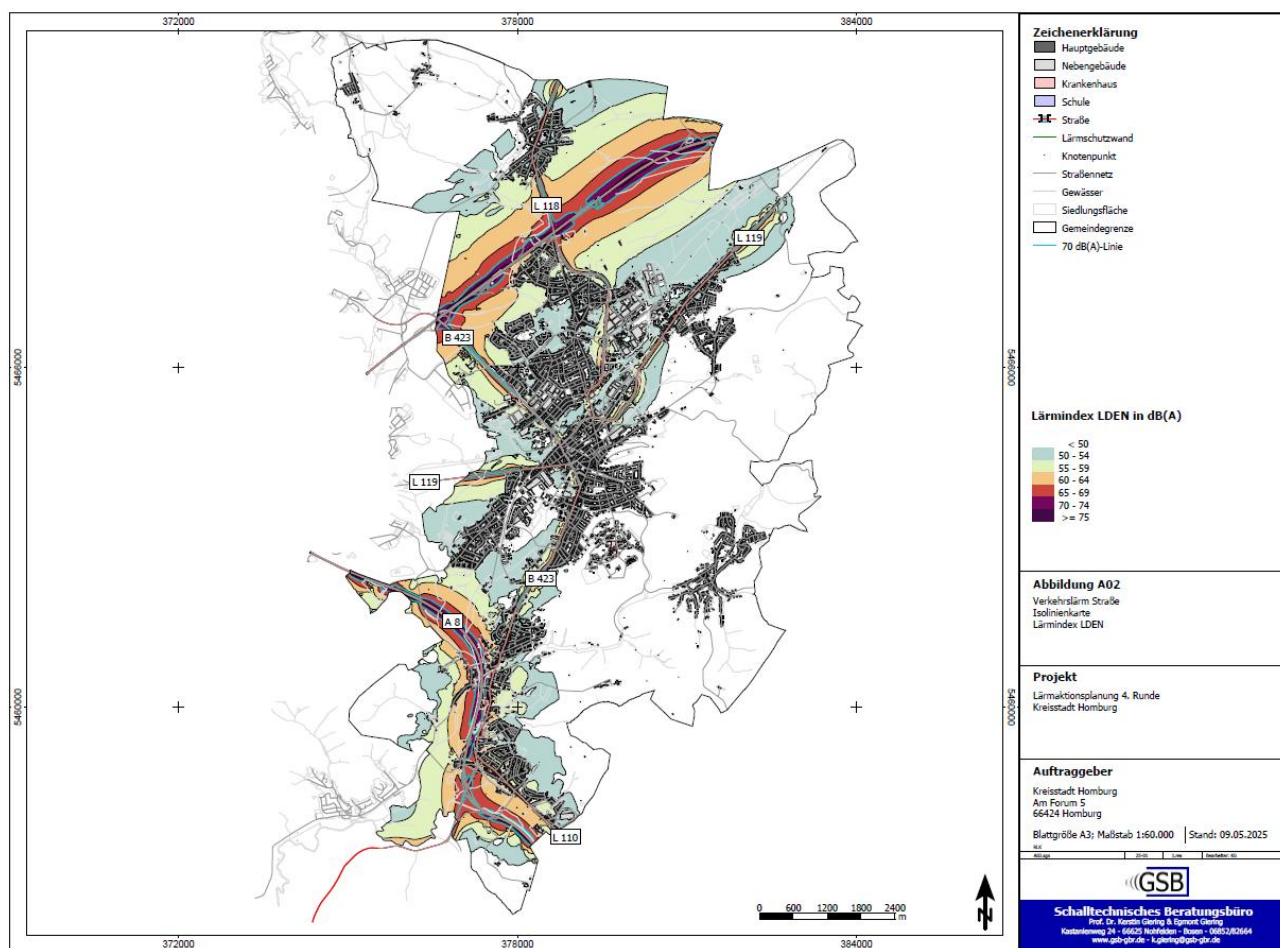 372000
378000
384000
5466000
5460000
5466000
5460000
372000
378000
384000
L 118
L 119
B 423
L 119
B 423
A 8
L 110
0 600 1200 1800 2400
m
N
Zeichenerklärung
Hauptgebäude
Nebengebäude
Krankenhaus
Schule
Straße
Lärmschutzwand
Knotenpunkt
Straßennetz
Gewässer
Siedlungsfläche
Gemeindegrenze
70 dB(A)-Linie
Lärmindex LDEN in dB(A)
< 50
50 - 54
55 - 59
60 - 64
65 - 69
70 - 74
>= 75
Abbildung A02
Verkehrslärm Straße
Isolinienkarte
Lärmindex LDEN
Projekt
Lärmaktionsplanung 4. Runde
Kreisstadt Homburg
Auftraggeber
Kreisstadt Homburg
Am Forum 5
66424 Homburg
Blattgröße A3; Maßstab 1:60.000 Stand: 09.05.2025
GSB
Schalltechnisches Beratungsbüro
Prof. Dr. Kerstin Giering & Egmont Giering
Kastanienweg 24 - 66625 Nohfelden - Bosen - 06852/82664
www.gsb-gbr.de - k.giering@gsb-gbr.de